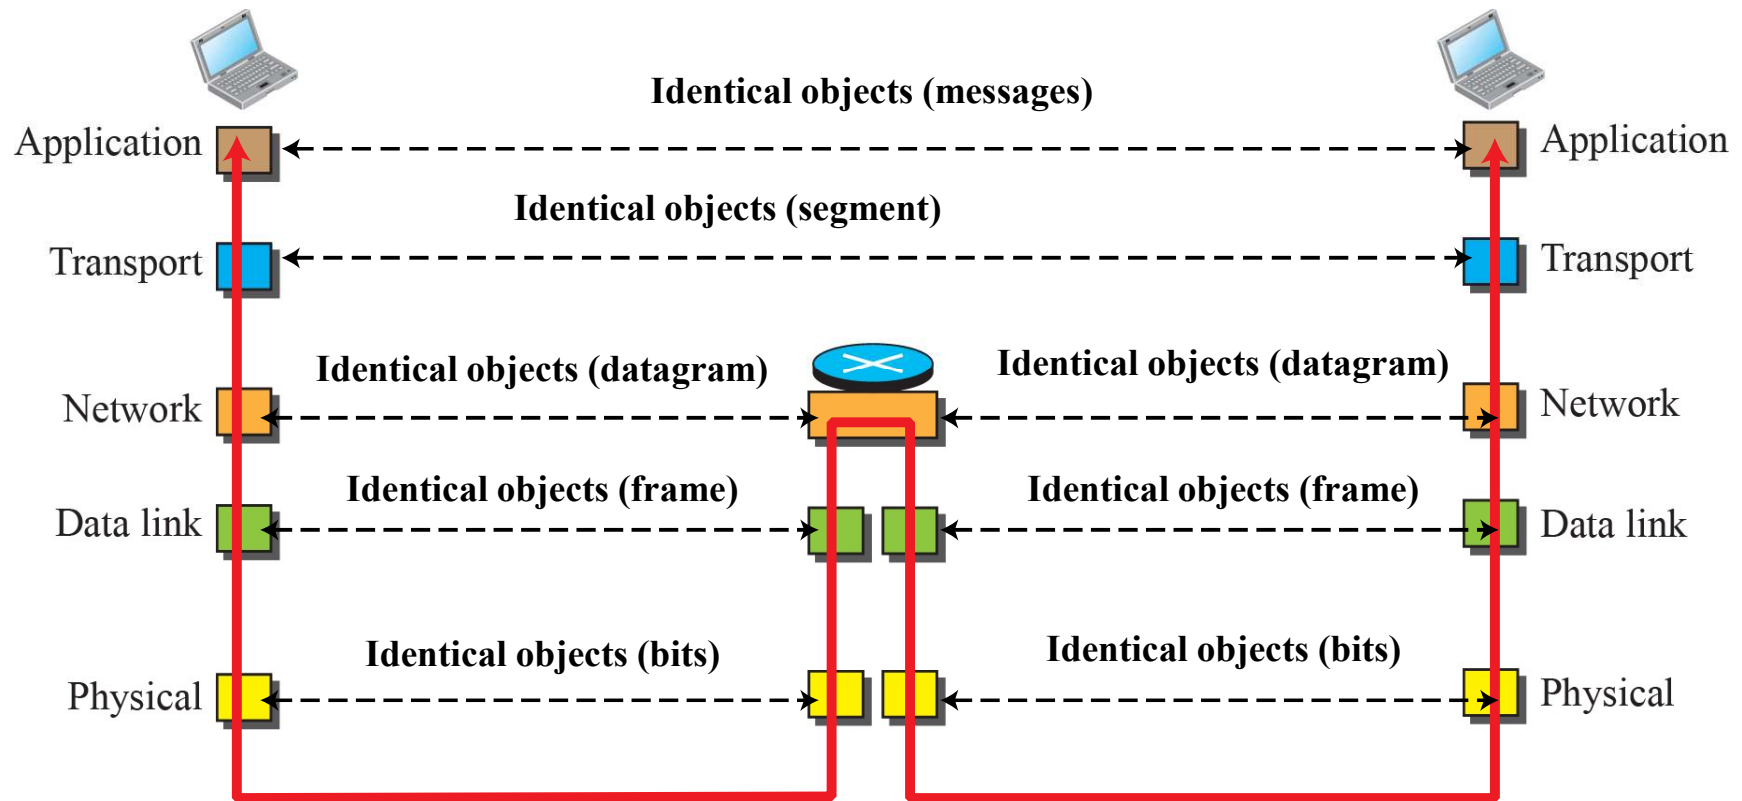 Identical objects (messages)
Application
Application
Identical objects (segment)
Transport
Transport
Identical objects (datagram)
Identical objects (datagram)
Network
Network
Identical objects (frame)
Identical objects (frame)
Data link
Data link
Identical objects (bits)
Identical objects (bits)
Physical
Physical